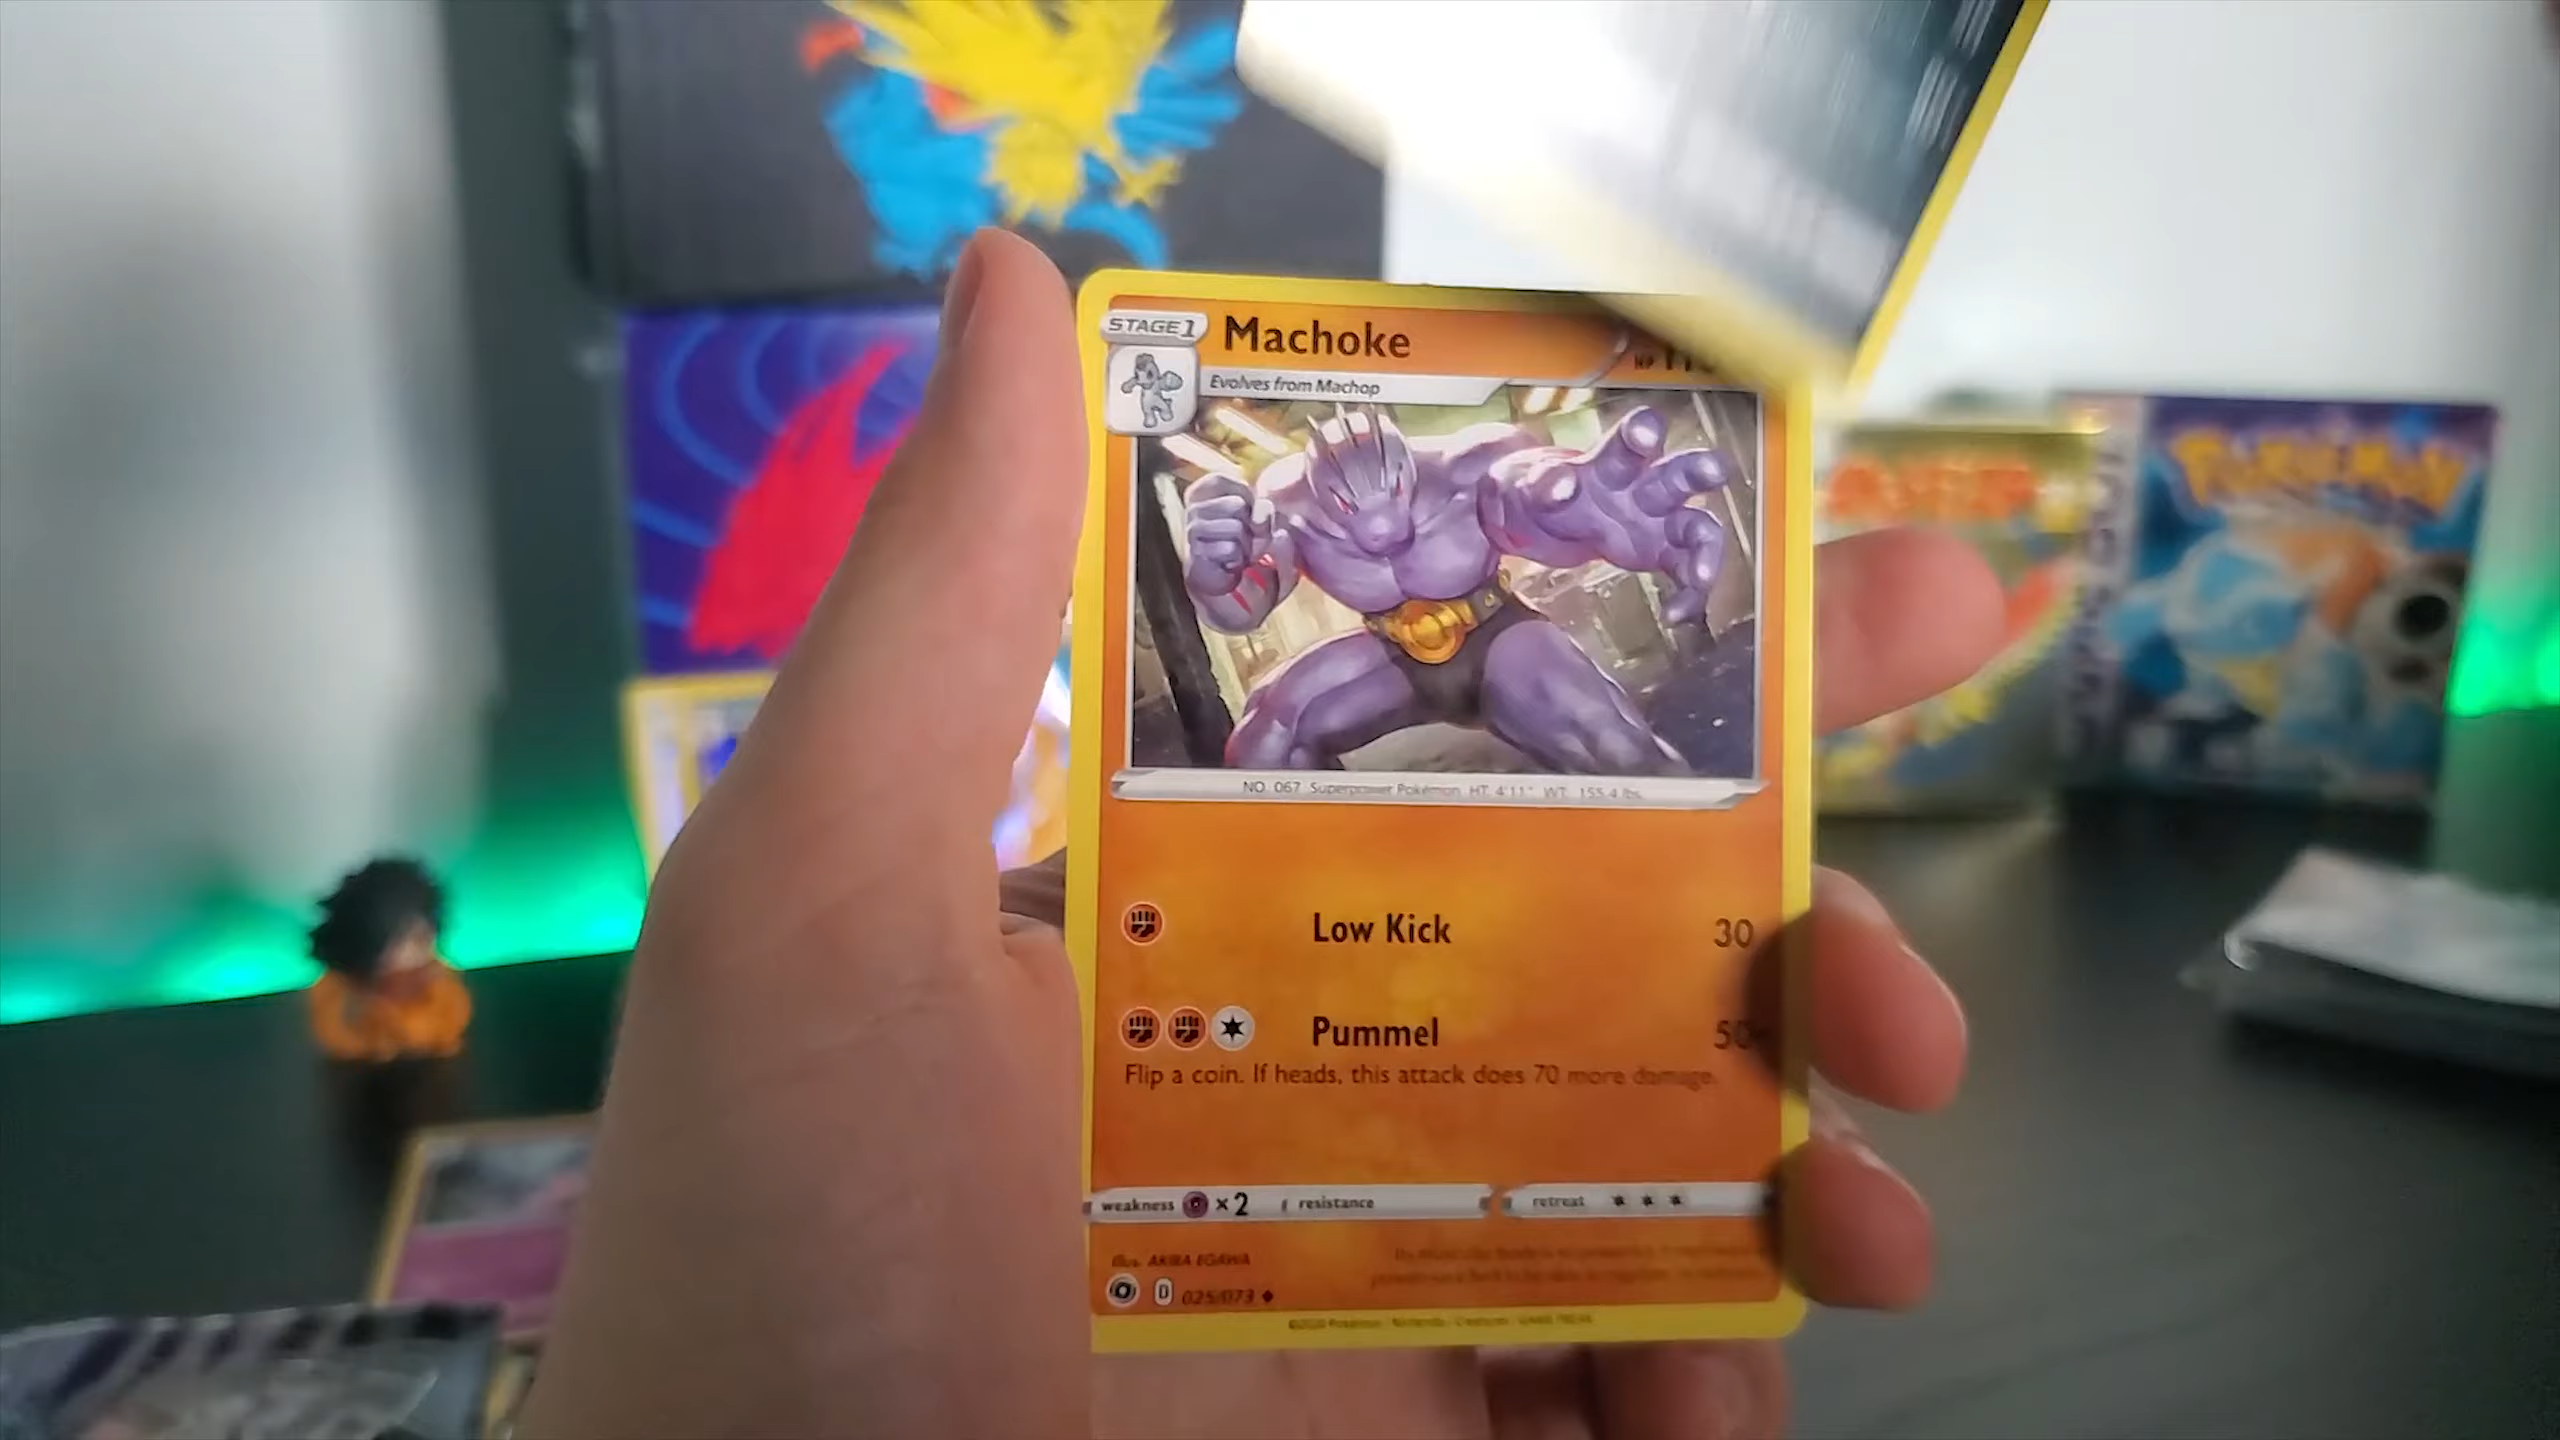 STAGE 1
Machoke
HP
Evolves from Machop
NO. 067 Superpower Pokémon HT. 4'11" WT. 155.4 lbs.
Low Kick 30
Pummel 50
Flip a coin. If heads, this attack does 70 more damage.
weakness ×2 resistance retreat
Illus. AKIRA EGAWA
D 025/073
POKéMON